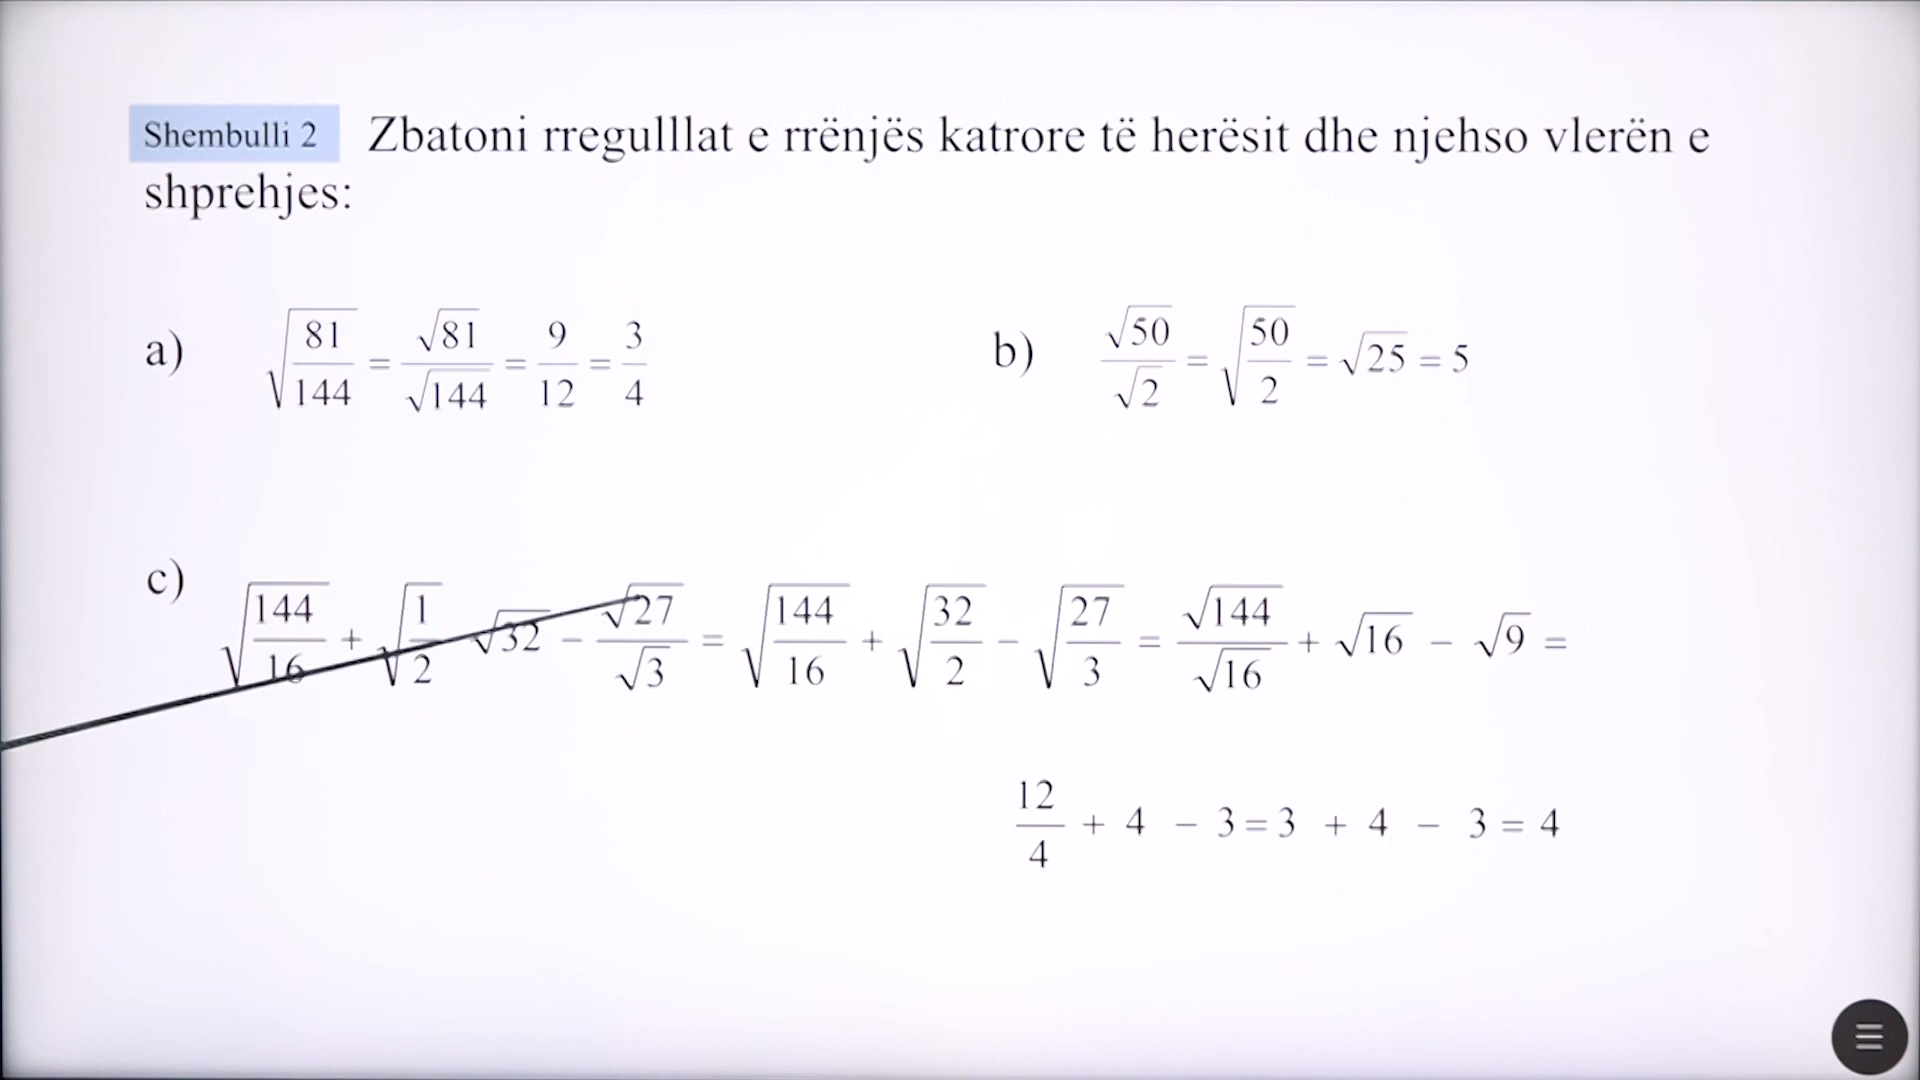 Shembulli 2 Zbatoni rregulllat e rrënjës katrore të herësit dhe njehso vlerën e
shprehjes:
a) √(81/144) = √81/√144 = 9/12 = 3/4
b) √50/√2 = √(50/2) = √25 = 5
c) √(144/16) + √(1/2) √32 − √27/√3 = √(144/16) + √(32/2) − √(27/3) = √144/√16 + √16 − √9 =
12/4 + 4 − 3 = 3 + 4 − 3 = 4